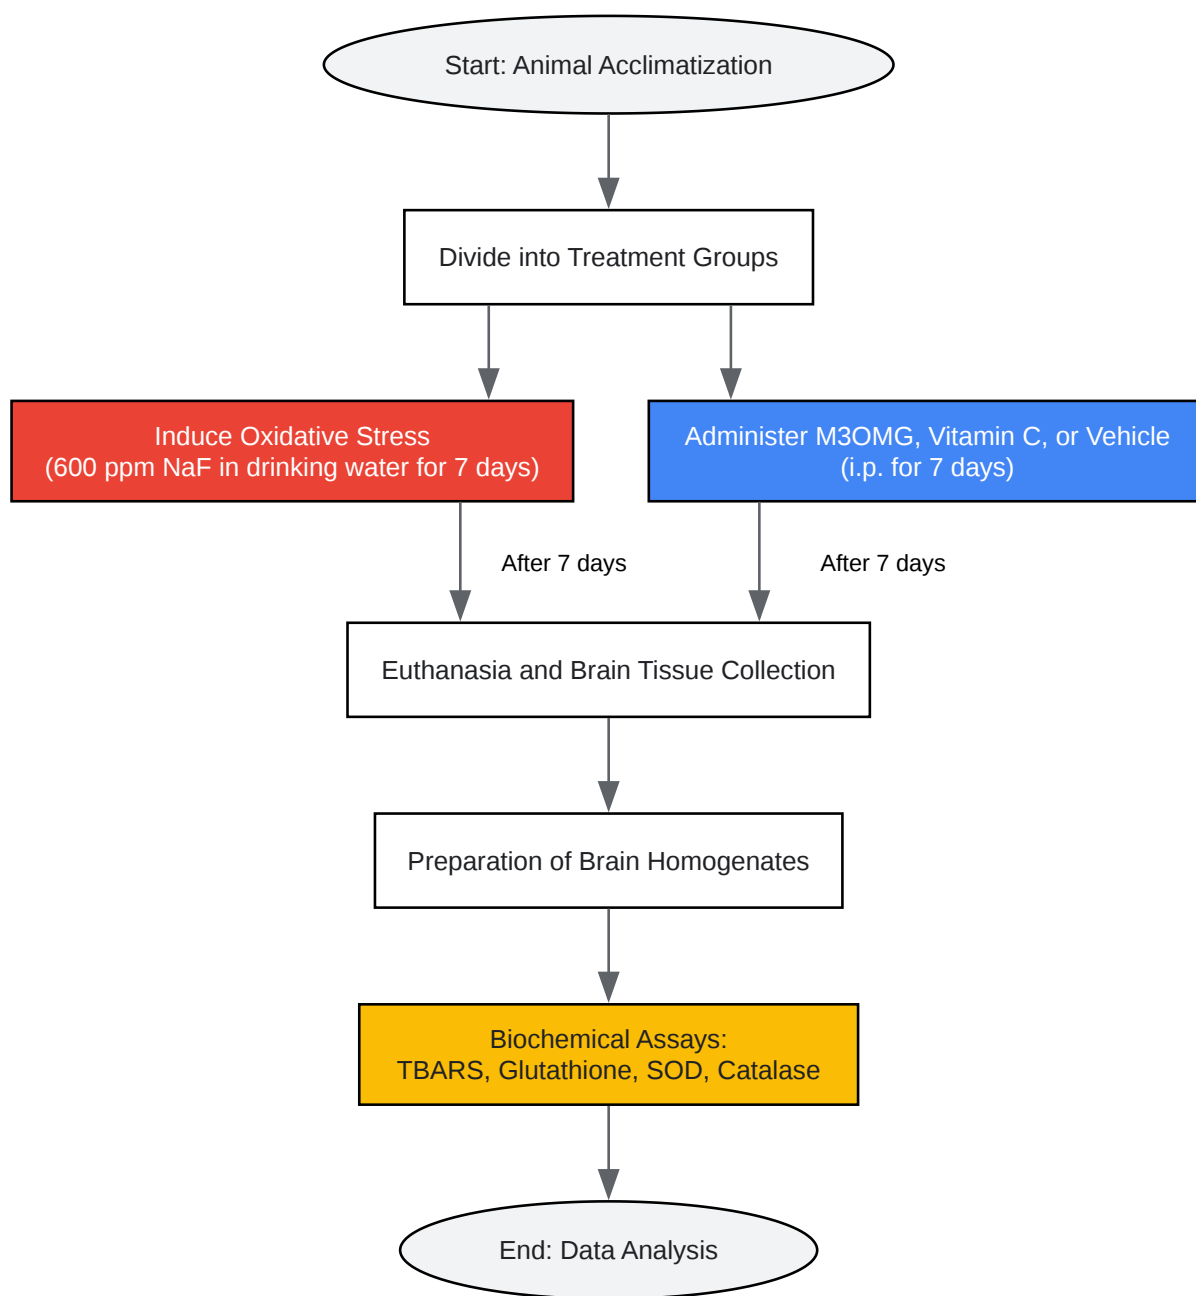 Start: Animal Acclimatization
Divide into Treatment Groups
Induce Oxidative Stress
(600 ppm NaF in drinking water for 7 days)
Administer M3OMG, Vitamin C, or Vehicle
(i.p. for 7 days)
After 7 days
After 7 days
Euthanasia and Brain Tissue Collection
Preparation of Brain Homogenates
Biochemical Assays:
TBARS, Glutathione, SOD, Catalase
End: Data Analysis